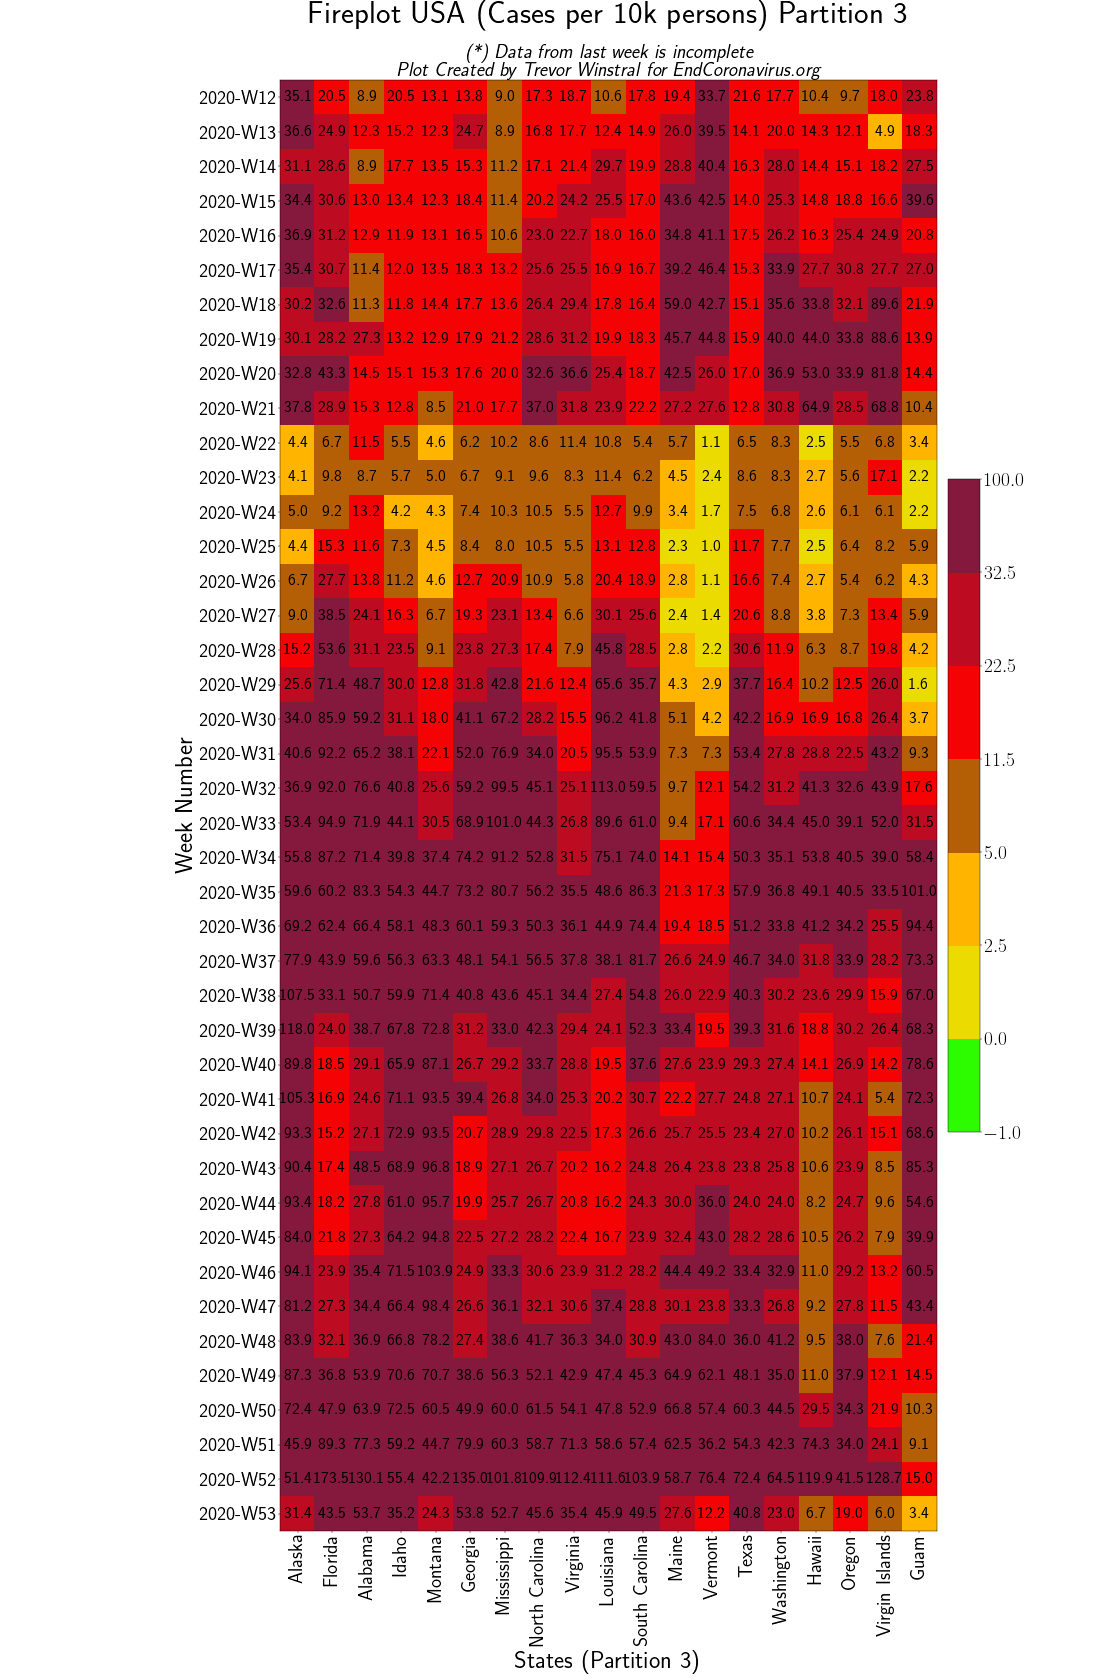 Fireplot USA (Cases per 10k persons) Partition 3
(*) Data from last week is incomplete
Plot Created by Trevor Winstral for EndCoronavirus.org
2020-W12 35.1 20.5 8.9 20.5 13.1 13.8 9.0 17.3 18.7 10.6 17.8 19.4 33.7 21.6 17.7 10.4 9.7 18.0 23.8
2020-W13 36.6 24.9 12.3 15.2 12.3 24.7 8.9 16.8 17.7 12.4 14.9 26.0 39.5 14.1 20.0 14.3 12.1 4.9 18.3
2020-W14 31.1 28.6 8.9 17.7 13.5 15.3 11.2 17.1 21.4 29.7 19.9 28.8 40.4 16.3 28.0 14.4 15.1 18.2 27.5
2020-W15 34.4 30.6 13.0 13.4 12.3 18.4 11.4 20.2 24.2 25.5 17.0 43.6 42.5 14.0 25.3 14.8 18.8 16.6 39.6
2020-W16 36.9 31.2 12.9 11.9 13.1 16.5 10.6 23.0 22.7 18.0 16.0 34.8 41.1 17.5 26.2 16.3 25.4 24.9 20.8
2020-W17 35.4 30.7 11.4 12.0 13.5 18.3 13.2 25.6 25.5 16.9 16.7 39.2 46.4 15.3 33.9 27.7 30.8 27.7 27.0
2020-W18 30.2 32.6 11.3 11.8 14.4 17.7 13.6 26.4 29.4 17.8 16.4 59.0 42.7 15.1 35.6 33.8 32.1 89.6 21.9
2020-W19 30.1 28.2 27.3 13.2 12.9 17.9 21.2 28.6 31.2 19.9 18.3 45.7 44.8 15.9 40.0 44.0 33.8 88.6 13.9
2020-W20 32.8 43.3 14.5 15.1 15.3 17.6 20.0 32.6 36.6 25.4 18.7 42.5 26.0 17.0 36.9 53.0 33.9 81.8 14.4
2020-W21 37.8 28.9 15.3 12.8 8.5 21.0 17.7 37.0 31.8 23.9 22.2 27.2 27.6 12.8 30.8 64.9 28.5 68.8 10.4
2020-W22 4.4 6.7 11.5 5.5 4.6 6.2 10.2 8.6 11.4 10.8 5.4 5.7 1.1 6.5 8.3 2.5 5.5 6.8 3.4
2020-W23 4.1 9.8 8.7 5.7 5.0 6.7 9.1 9.6 8.3 11.4 6.2 4.5 2.4 8.6 8.3 2.7 5.6 17.1 2.2
2020-W24 5.0 9.2 13.2 4.2 4.3 7.4 10.3 10.5 5.5 12.7 9.9 3.4 1.7 7.5 6.8 2.6 6.1 6.1 2.2
2020-W25 4.4 15.3 11.6 7.3 4.5 8.4 8.0 10.5 5.5 13.1 12.8 2.3 1.0 11.7 7.7 2.5 6.4 8.2 5.9
2020-W26 6.7 27.7 13.8 11.2 4.6 12.7 20.9 10.9 5.8 20.4 18.9 2.8 1.1 16.6 7.4 2.7 5.4 6.2 4.3
2020-W27 9.0 38.5 24.1 16.3 6.7 19.3 23.1 13.4 6.6 30.1 25.6 2.4 1.4 20.6 8.8 3.8 7.3 13.4 5.9
2020-W28 15.2 53.6 31.1 23.5 9.1 23.8 27.3 17.4 7.9 45.8 28.5 2.8 2.2 30.6 11.9 6.3 8.7 19.8 4.2
2020-W29 25.6 71.4 48.7 30.0 12.8 31.8 42.8 21.6 12.4 65.6 35.7 4.3 2.9 37.7 16.4 10.2 12.5 26.0 1.6
2020-W30 34.0 85.9 59.2 31.1 18.0 41.1 67.2 28.2 15.5 96.2 41.8 5.1 4.2 42.2 16.9 16.9 16.8 26.4 3.7
2020-W31 40.6 92.2 65.2 38.1 22.1 52.0 76.9 34.0 20.5 95.5 53.9 7.3 7.3 53.4 27.8 28.8 22.5 43.2 9.3
2020-W32 36.9 92.0 76.6 40.8 25.6 59.2 99.5 45.1 25.1 113.0 59.5 9.7 12.1 54.2 31.2 41.3 32.6 43.9 17.6
2020-W33 53.4 94.9 71.9 44.1 30.5 68.9 101.0 44.3 26.8 89.6 61.0 9.4 17.1 60.6 34.4 45.0 39.1 52.0 31.5
2020-W34 55.8 87.2 71.4 39.8 37.4 74.2 91.2 52.8 31.5 75.1 74.0 14.1 15.4 50.3 35.1 53.8 40.5 39.0 58.4
2020-W35 59.6 60.2 83.3 54.3 44.7 73.2 80.7 56.2 35.5 48.6 86.3 21.3 17.3 57.9 36.8 49.1 40.5 33.5 101.0
2020-W36 69.2 62.4 66.4 58.1 48.3 60.1 59.3 50.3 36.1 44.9 74.4 19.4 18.5 51.2 33.8 41.2 34.2 25.5 94.4
2020-W37 77.9 43.9 59.6 56.3 63.3 48.1 54.1 56.5 37.8 38.1 81.7 26.6 24.9 46.7 34.0 31.8 33.9 28.2 73.3
2020-W38 107.5 33.1 50.7 59.9 71.4 40.8 43.6 45.1 34.4 27.4 54.8 26.0 22.9 40.3 30.2 23.6 29.9 15.9 67.0
2020-W39 118.0 24.0 38.7 67.8 72.8 31.2 33.0 42.3 29.4 24.1 52.3 33.4 19.5 39.3 31.6 18.8 30.2 26.4 68.3
2020-W40 89.8 18.5 29.1 65.9 87.1 26.7 29.2 33.7 28.8 19.5 37.6 27.6 23.9 29.3 27.4 14.1 26.9 14.2 78.6
2020-W41 105.3 16.9 24.6 71.1 93.5 39.4 26.8 34.0 25.3 20.2 30.7 22.2 27.7 24.8 27.1 10.7 24.1 5.4 72.3
2020-W42 93.3 15.2 27.1 72.9 93.5 20.7 28.9 29.8 22.5 17.3 26.6 25.7 25.5 23.4 27.0 10.2 26.1 15.1 68.6
2020-W43 90.4 17.4 48.5 68.9 96.8 18.9 27.1 26.7 20.2 16.2 24.8 26.4 23.8 23.8 25.8 10.6 23.9 8.5 85.3
2020-W44 93.4 18.2 27.8 61.0 95.7 19.9 25.7 26.7 20.8 16.2 24.3 30.0 36.0 24.0 24.0 8.2 24.7 9.6 54.6
2020-W45 84.0 21.8 27.3 64.2 94.8 22.5 27.2 28.2 22.4 16.7 23.9 32.4 43.0 28.2 28.6 10.5 26.2 7.9 39.9
2020-W46 94.1 23.9 35.4 71.5 103.9 24.9 33.3 30.6 23.9 31.2 28.2 44.4 49.2 33.4 32.9 11.0 29.2 13.2 60.5
2020-W47 81.2 27.3 34.4 66.4 98.4 26.6 36.1 32.1 30.6 37.4 28.8 30.1 23.8 33.3 26.8 9.2 27.8 11.5 43.4
2020-W48 83.9 32.1 36.9 66.8 78.2 27.4 38.6 41.7 36.3 34.0 30.9 43.0 84.0 36.0 41.2 9.5 38.0 7.6 21.4
2020-W49 87.3 36.8 53.9 70.6 70.7 38.6 56.3 52.1 42.9 47.4 45.3 64.9 62.1 48.1 35.0 11.0 37.9 12.1 14.5
2020-W50 72.4 47.9 63.9 72.5 60.5 49.9 60.0 61.5 54.1 47.8 52.9 66.8 57.4 60.3 44.5 29.5 34.3 21.9 10.3
2020-W51 45.9 89.3 77.3 59.2 44.7 79.9 60.3 58.7 71.3 58.6 57.4 62.5 36.2 54.3 42.3 74.3 34.0 24.1 9.1
2020-W52 51.4 173.5 130.1 55.4 42.2 135.0 101.8 109.9 112.4 111.6 103.9 58.7 76.4 72.4 64.5 119.9 41.5 128.7 15.0
2020-W53 31.4 43.5 53.7 35.2 24.3 53.8 52.7 45.6 35.4 45.9 49.5 27.6 12.2 40.8 23.0 6.7 19.0 6.0 3.4
Week Number
Alaska Florida Alabama Idaho Montana Georgia Mississippi North Carolina Virginia Louisiana South Carolina Maine Vermont Texas Washington Hawaii Oregon Virgin Islands Guam
States (Partition 3)
100.0
32.5
22.5
11.5
5.0
2.5
0.0
−1.0